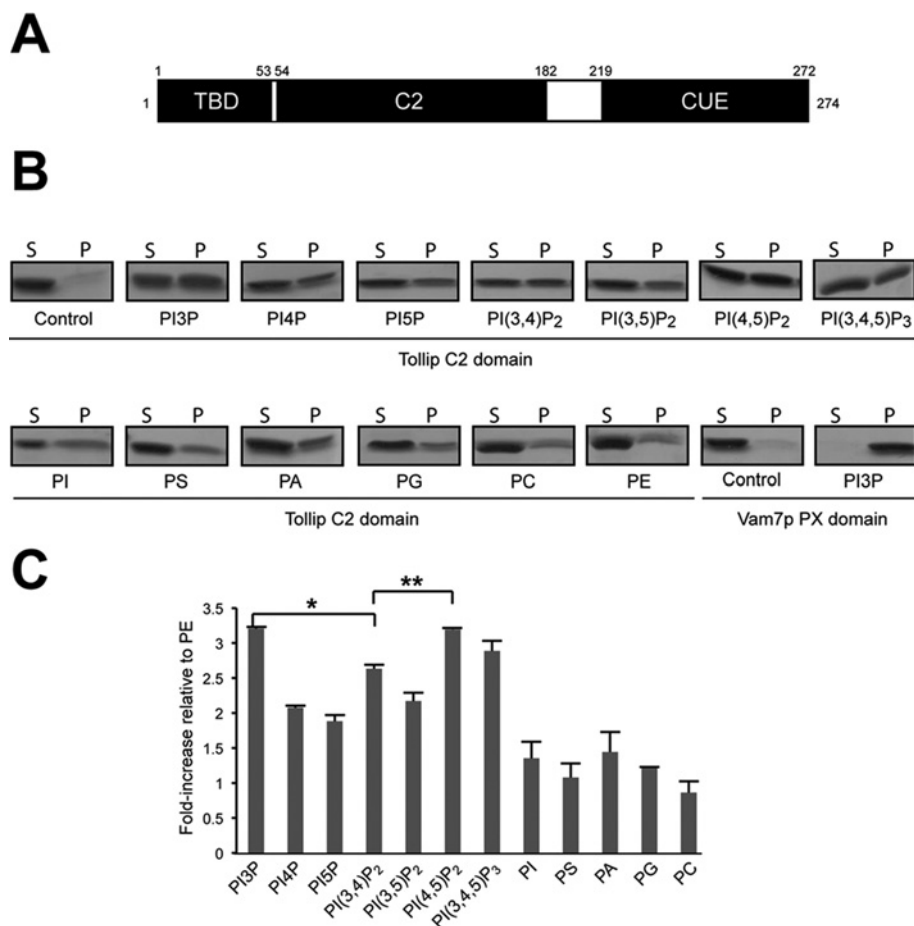 A
1 53 54 182 219 272
1 TBD C2 CUE 274
B
S P S P S P S P S P S P S P S P
Control PI3P PI4P PI5P PI(3,4)P2 PI(3,5)P2 PI(4,5)P2 PI(3,4,5)P3
Tollip C2 domain
S P S P S P S P S P S P S P S P
PI PS PA PG PC PE Control PI3P
Tollip C2 domain Vam7p PX domain
C
* **
Fold-increase relative to PE
3.5
3
2.5
2
1.5
1
0.5
0
PI3P PI4P PI5P PI(3,4)P2 PI(3,5)P2 PI(4,5)P2 PI(3,4,5)P3 PI PS PA PG PC